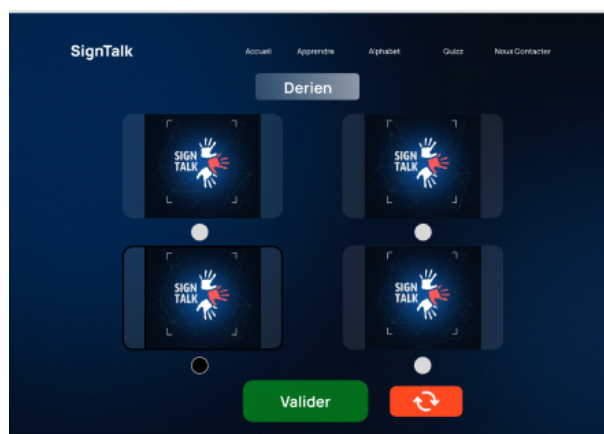 SignTalk
Accueil Apprendre Alphabet Quizz Nous Contacter
Derien
SIGN
TALK
SIGN
TALK
SIGN
TALK
SIGN
TALK
Valider